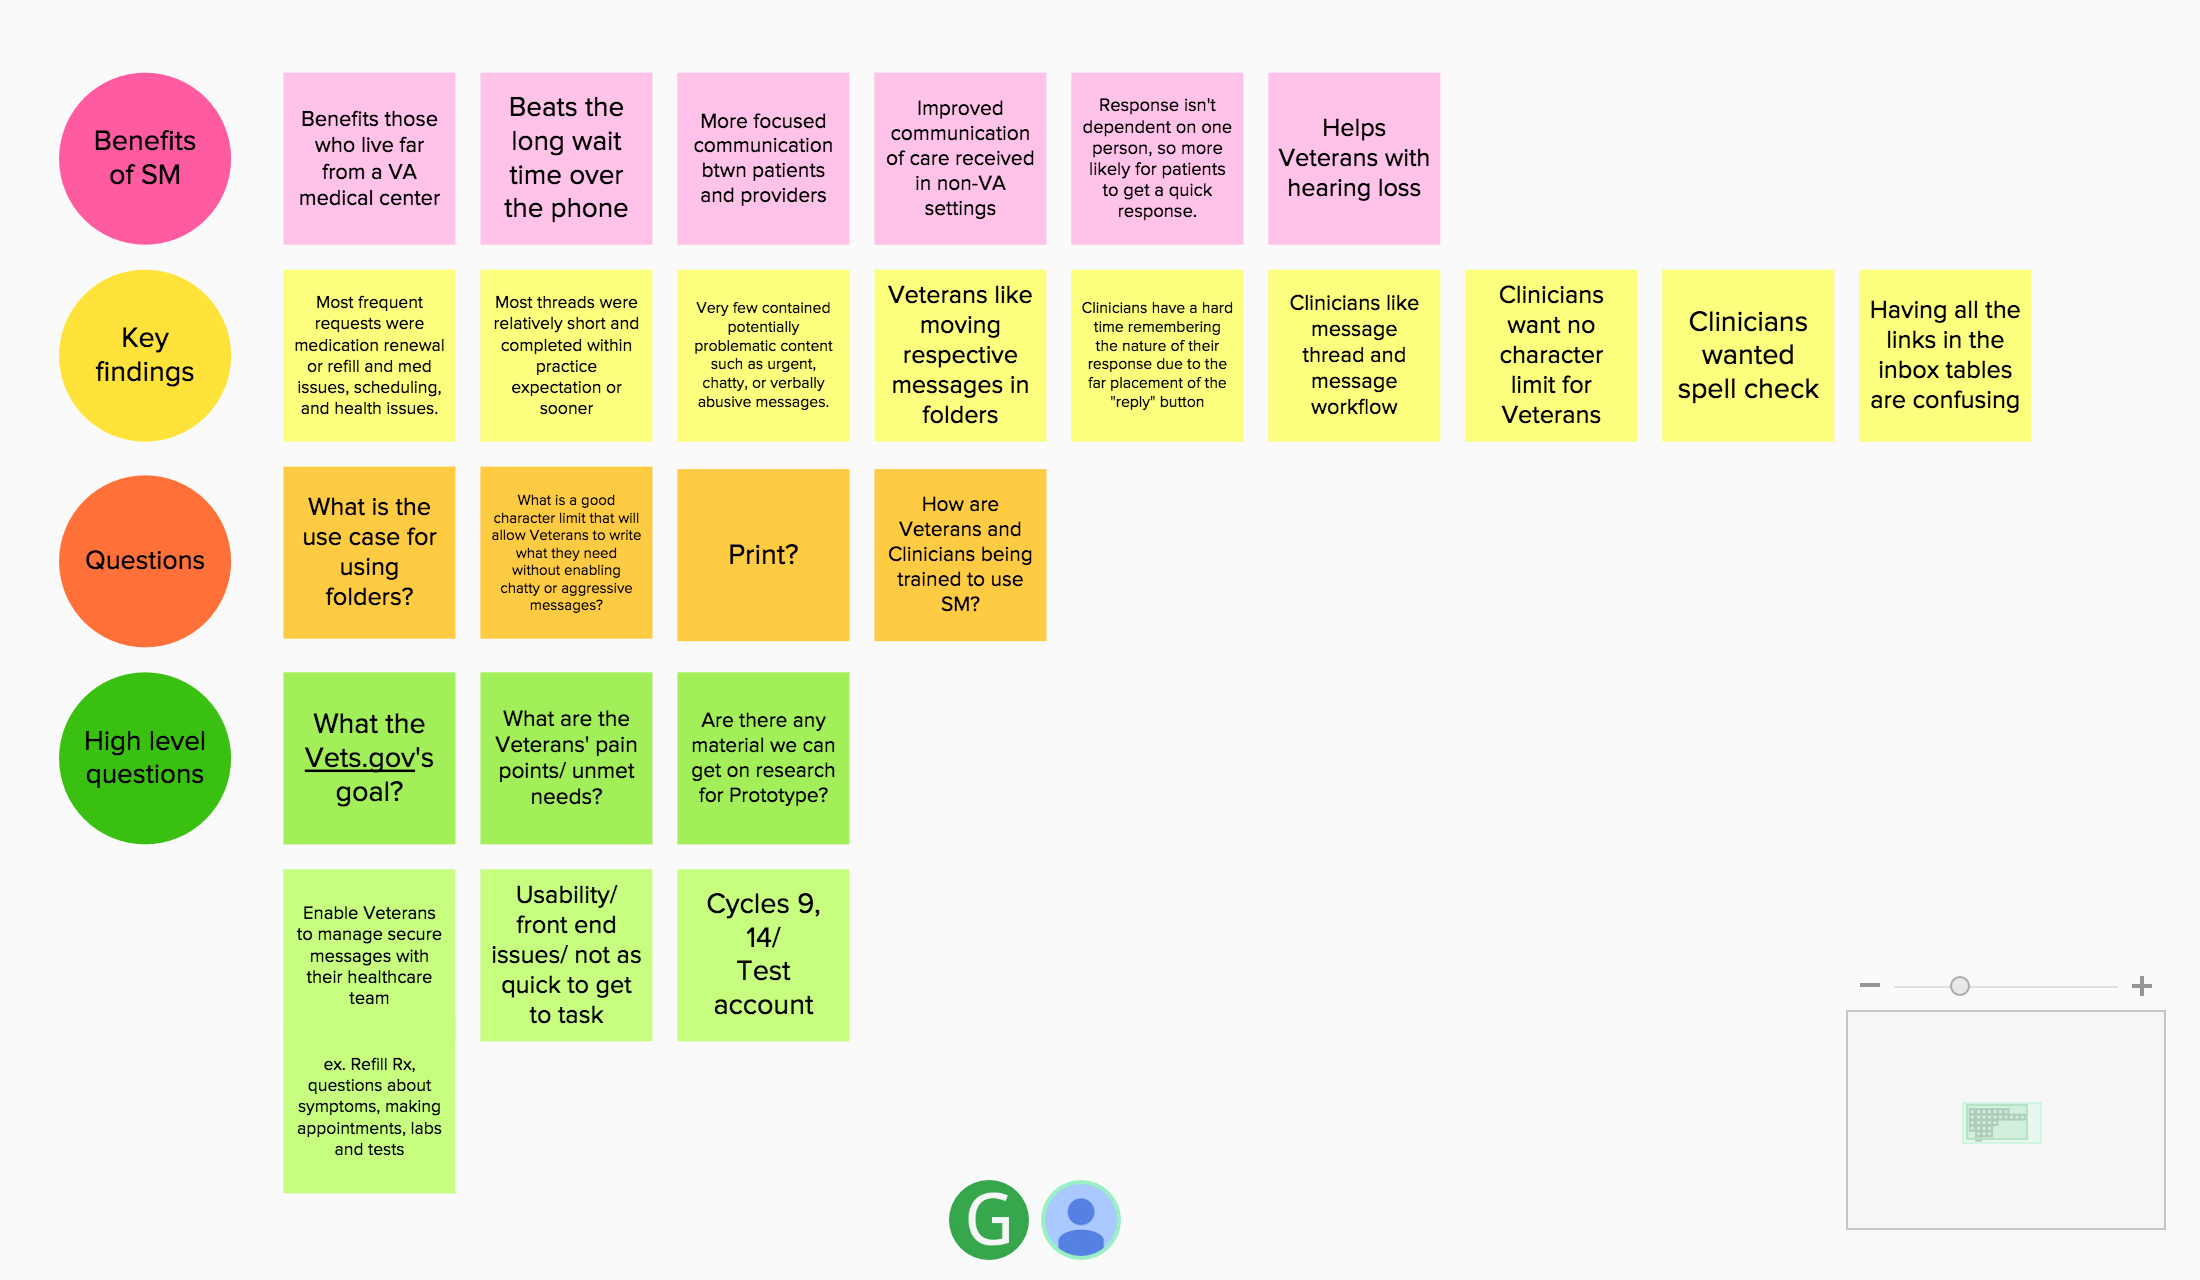 Benefits
of SM
Benefits those
who live far
from a VA
medical center
Beats the
long wait
time over
the phone
More focused
communication
btwn patients
and providers
Improved
communication
of care received
in non-VA
settings
Response isn't
dependent on one
person, so more
likely for patients
to get a quick
response.
Helps
Veterans with
hearing loss
Key
findings
Most frequent
requests were
medication renewal
or refill and med
issues, scheduling,
and health issues.
Most threads were
relatively short and
completed within
practice
expectation or
sooner
Very few contained
potentially
problematic content
such as urgent,
chatty, or verbally
abusive messages.
Veterans like
moving
respective
messages in
folders
Clinicians have a hard
time remembering
the nature of their
response due to the
far placement of the
"reply" button
Clinicians like
message
thread and
message
workflow
Clinicians
want no
character
limit for
Veterans
Clinicians
wanted
spell check
Having all the
links in the
inbox tables
are confusing
Questions
What is the
use case for
using
folders?
What is a good
character limit that will
allow Veterans to write
what they need
without enabling
chatty or aggressive
messages?
Print?
How are
Veterans and
Clinicians being
trained to use
SM?
High level
questions
What the
Vets.gov's
goal?
What are the
Veterans' pain
points/ unmet
needs?
Are there any
material we can
get on research
for Prototype?
Enable Veterans
to manage secure
messages with
their healthcare
team
Usability/
front end
issues/ not as
quick to get
to task
Cycles 9,
14/
Test
account
ex. Refill Rx,
questions about
symptoms, making
appointments, labs
and tests
G